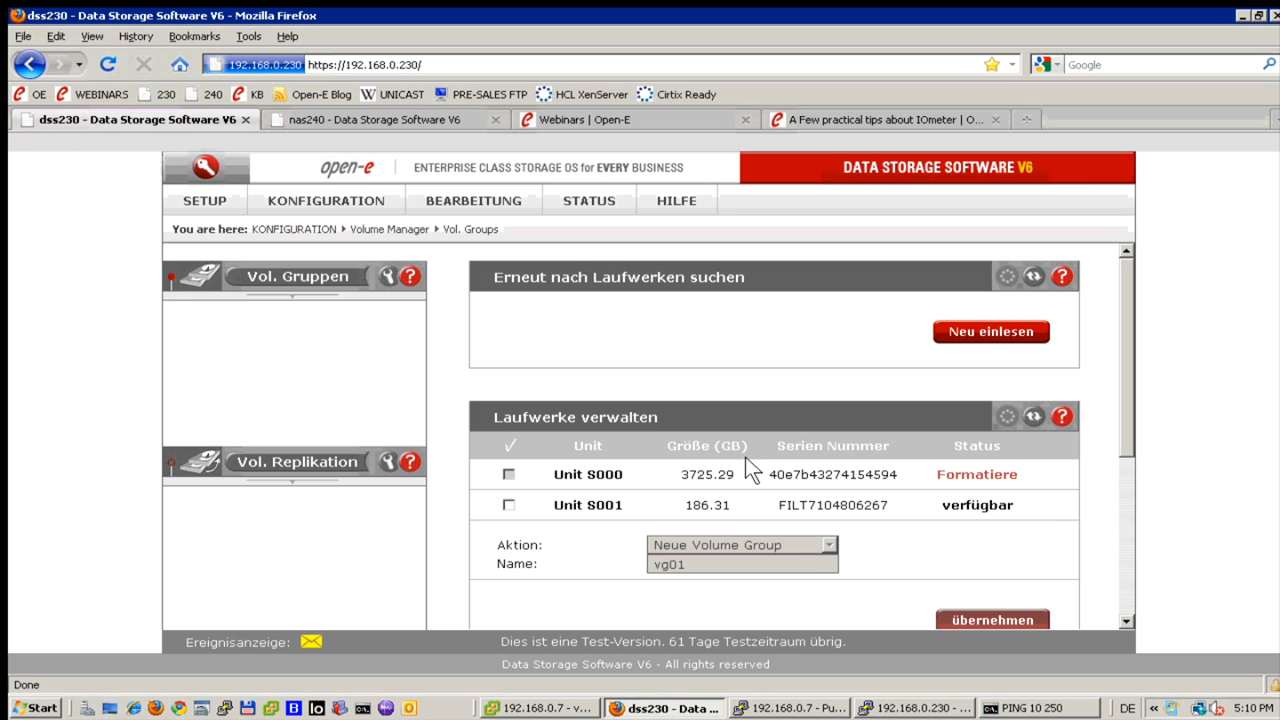 dss230 - Data Storage Software V6 - Mozilla Firefox
File Edit View History Bookmarks Tools Help
192.168.0.230 https://192.168.0.230/
Google
OE WEBINARS 230 240 KB Open-E Blog UNICAST PRE-SALES FTP HCL XenServer Cirtix Ready
dss230 - Data Storage Software V6 nas240 - Data Storage Software V6 Webinars | Open-E A Few practical tips about IOmeter | O...
open-e ENTERPRISE CLASS STORAGE OS for EVERY BUSINESS DATA STORAGE SOFTWARE V6
SETUP KONFIGURATION BEARBEITUNG STATUS HILFE
You are here: KONFIGURATION Volume Manager Vol. Groups
Vol. Gruppen
Erneut nach Laufwerken suchen
Neu einlesen
Laufwerke verwalten
Unit Größe (GB) Serien Nummer Status
Vol. Replikation
Unit S000 3725.29 40e7b43274154594 Formatiere
Unit S001 186.31 FILT7104806267 verfügbar
Aktion: Neue Volume Group
Name: vg01
übernehmen
Ereignisanzeige: Dies ist eine Test-Version. 61 Tage Testzeitraum übrig.
Data Storage Software V6 - All rights reserved
Done
Start 192.168.0.7 - v... dss230 - Data ... 192.168.0.7 - Pu... 192.168.0.230 - ... PING 10 250 DE 5:10 PM